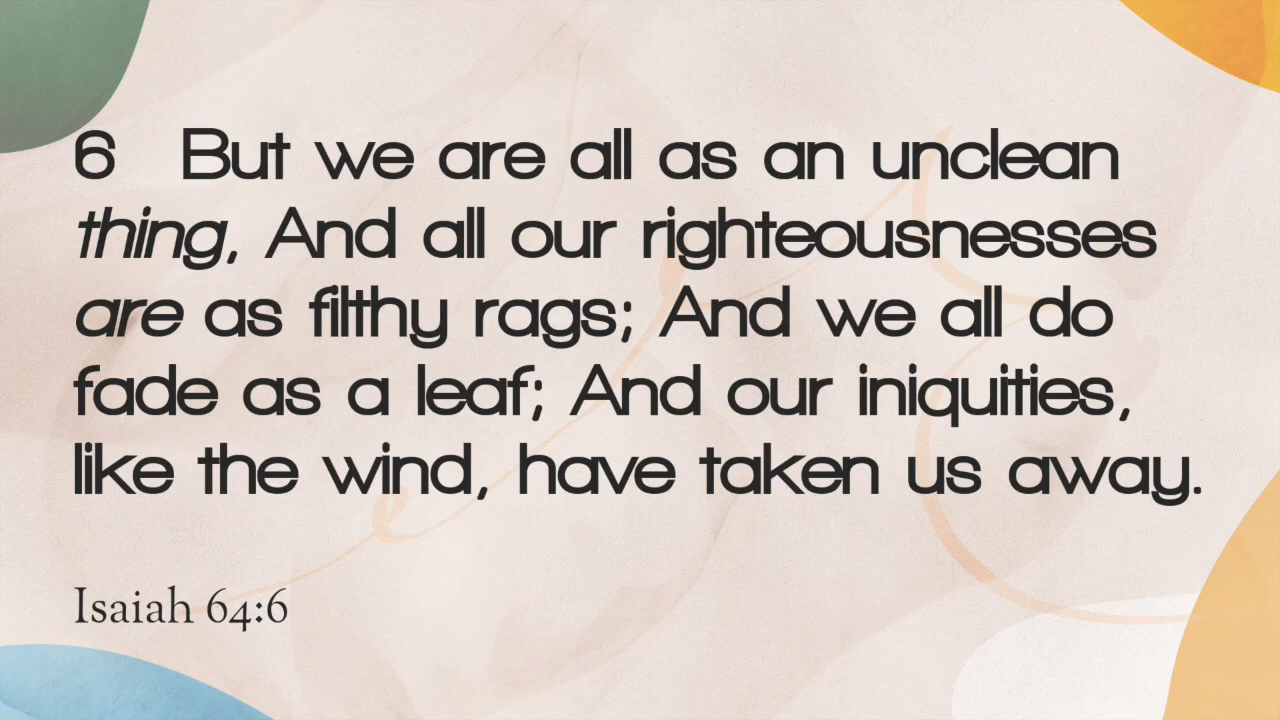 6 But we are all as an unclean
thing, And all our righteousnesses
are as filthy rags; And we all do
fade as a leaf; And our iniquities,
like the wind, have taken us away.
Isaiah 64:6